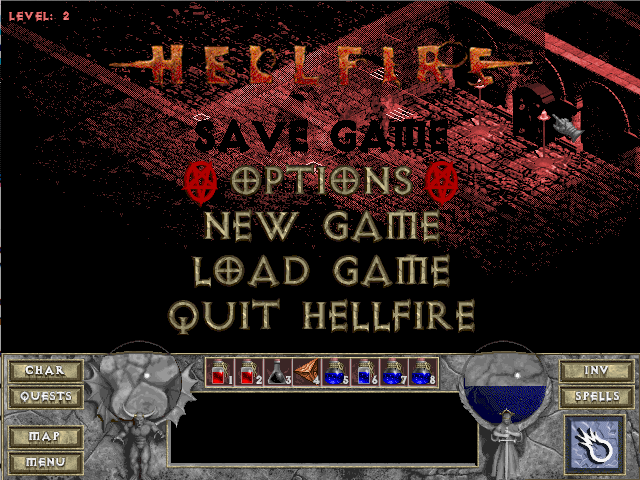 LEVEL: 2
HELLFIRE
SAVE GAME
OPTIONS
NEW GAME
LOAD GAME
QUIT HELLFIRE
CHAR
QUESTS
MAP
MENU
1 2 3 4 5 6 7 8
INV
SPELLS